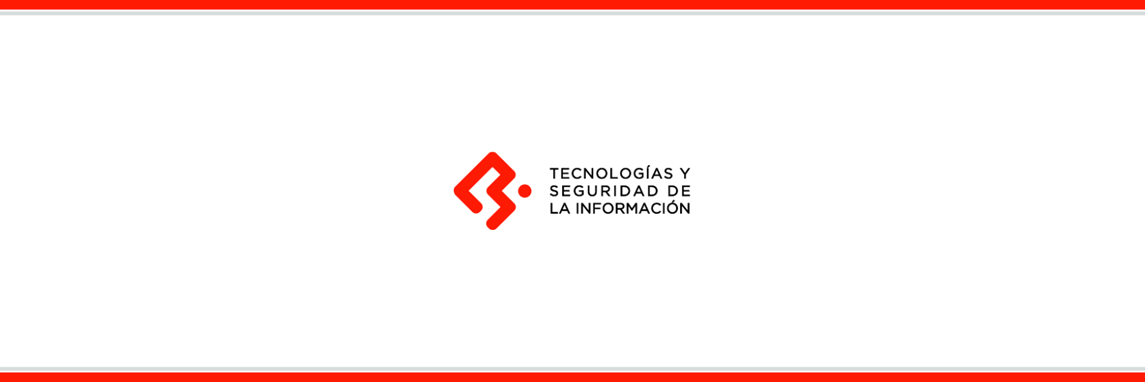 TECNOLOGÍAS Y
SEGURIDAD DE
LA INFORMACIÓN